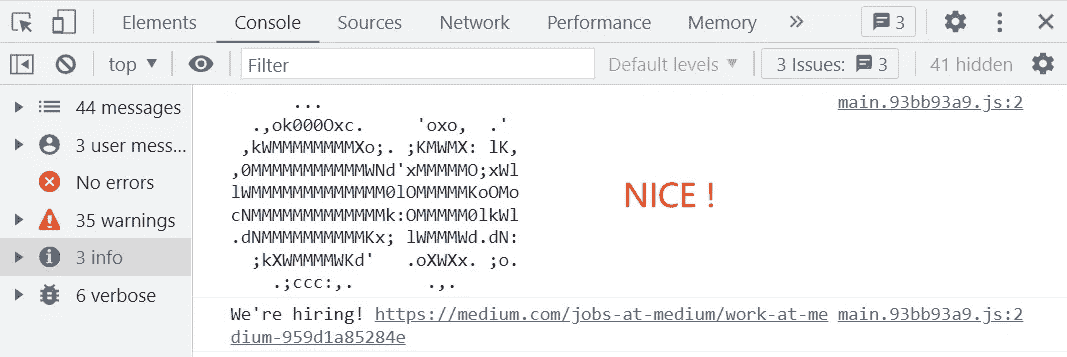 Elements Console Sources Network Performance Memory 3
top Filter Default levels 3 Issues: 3 41 hidden
44 messages
3 user mess...
No errors
35 warnings
3 info
6 verbose
      ...                            main.93bb93a9.js:2
  .,ok000Oxc.     'oxo,  .'
 ,kWMMMMMMMMXo;. ;KMWMX: lK,
,0MMMMMMMMMMMWNd'xMMMMMO;xWl
lWMMMMMMMMMMMMM0lOMMMMMKoOMo
cNMMMMMMMMMMMMMk:OMMMMM0lkWl
.dNMMMMMMMMMMKx; lWMMMWd.dN:
  ;kXWMMMMWKd'   .oXWXx. ;o.
    .;ccc:,.       .,.
NICE !
We're hiring! https://medium.com/jobs-at-medium/work-at-me main.93bb93a9.js:2
dium-959d1a85284e